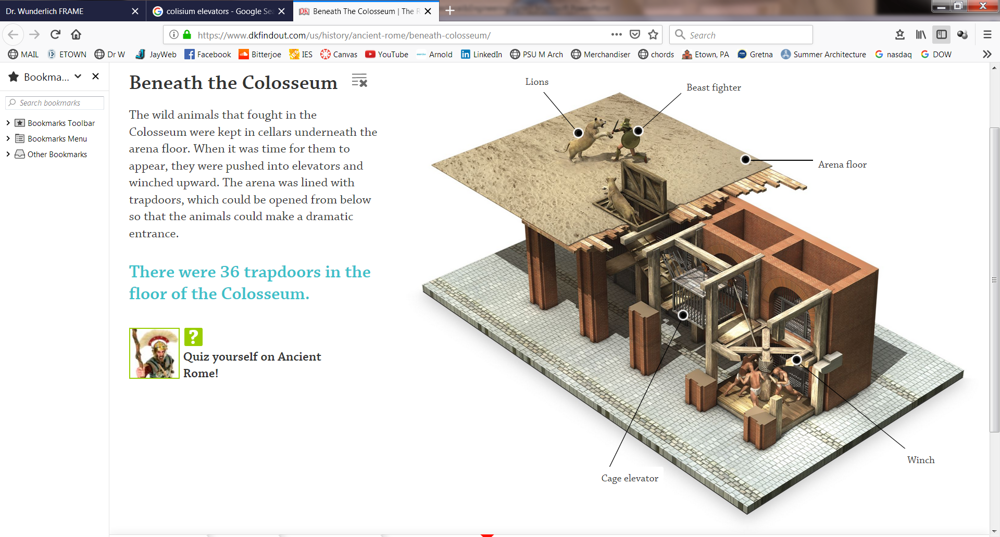 Dr. Wunderlich FRAME
colisium elevators - Google Se
Beneath The Colosseum | The R
https://www.dkfindout.com/us/history/ancient-rome/beneath-colosseum/
Search
MAIL ETOWN Dr W JayWeb Facebook Bitterjoe IES Canvas YouTube Arnold LinkedIn PSU M Arch Merchandiser chords Etown, PA Gretna Summer Architecture nasdaq DOW
Bookma...
Search bookmarks
Bookmarks Toolbar
Bookmarks Menu
Other Bookmarks
Beneath the Colosseum
The wild animals that fought in the
Colosseum were kept in cellars underneath the
arena floor. When it was time for them to
appear, they were pushed into elevators and
winched upward. The arena was lined with
trapdoors, which could be opened from below
so that the animals could make a dramatic
entrance.
There were 36 trapdoors in the
floor of the Colosseum.
?
Quiz yourself on Ancient
Rome!
Lions
Beast fighter
Arena floor
Cage elevator
Winch